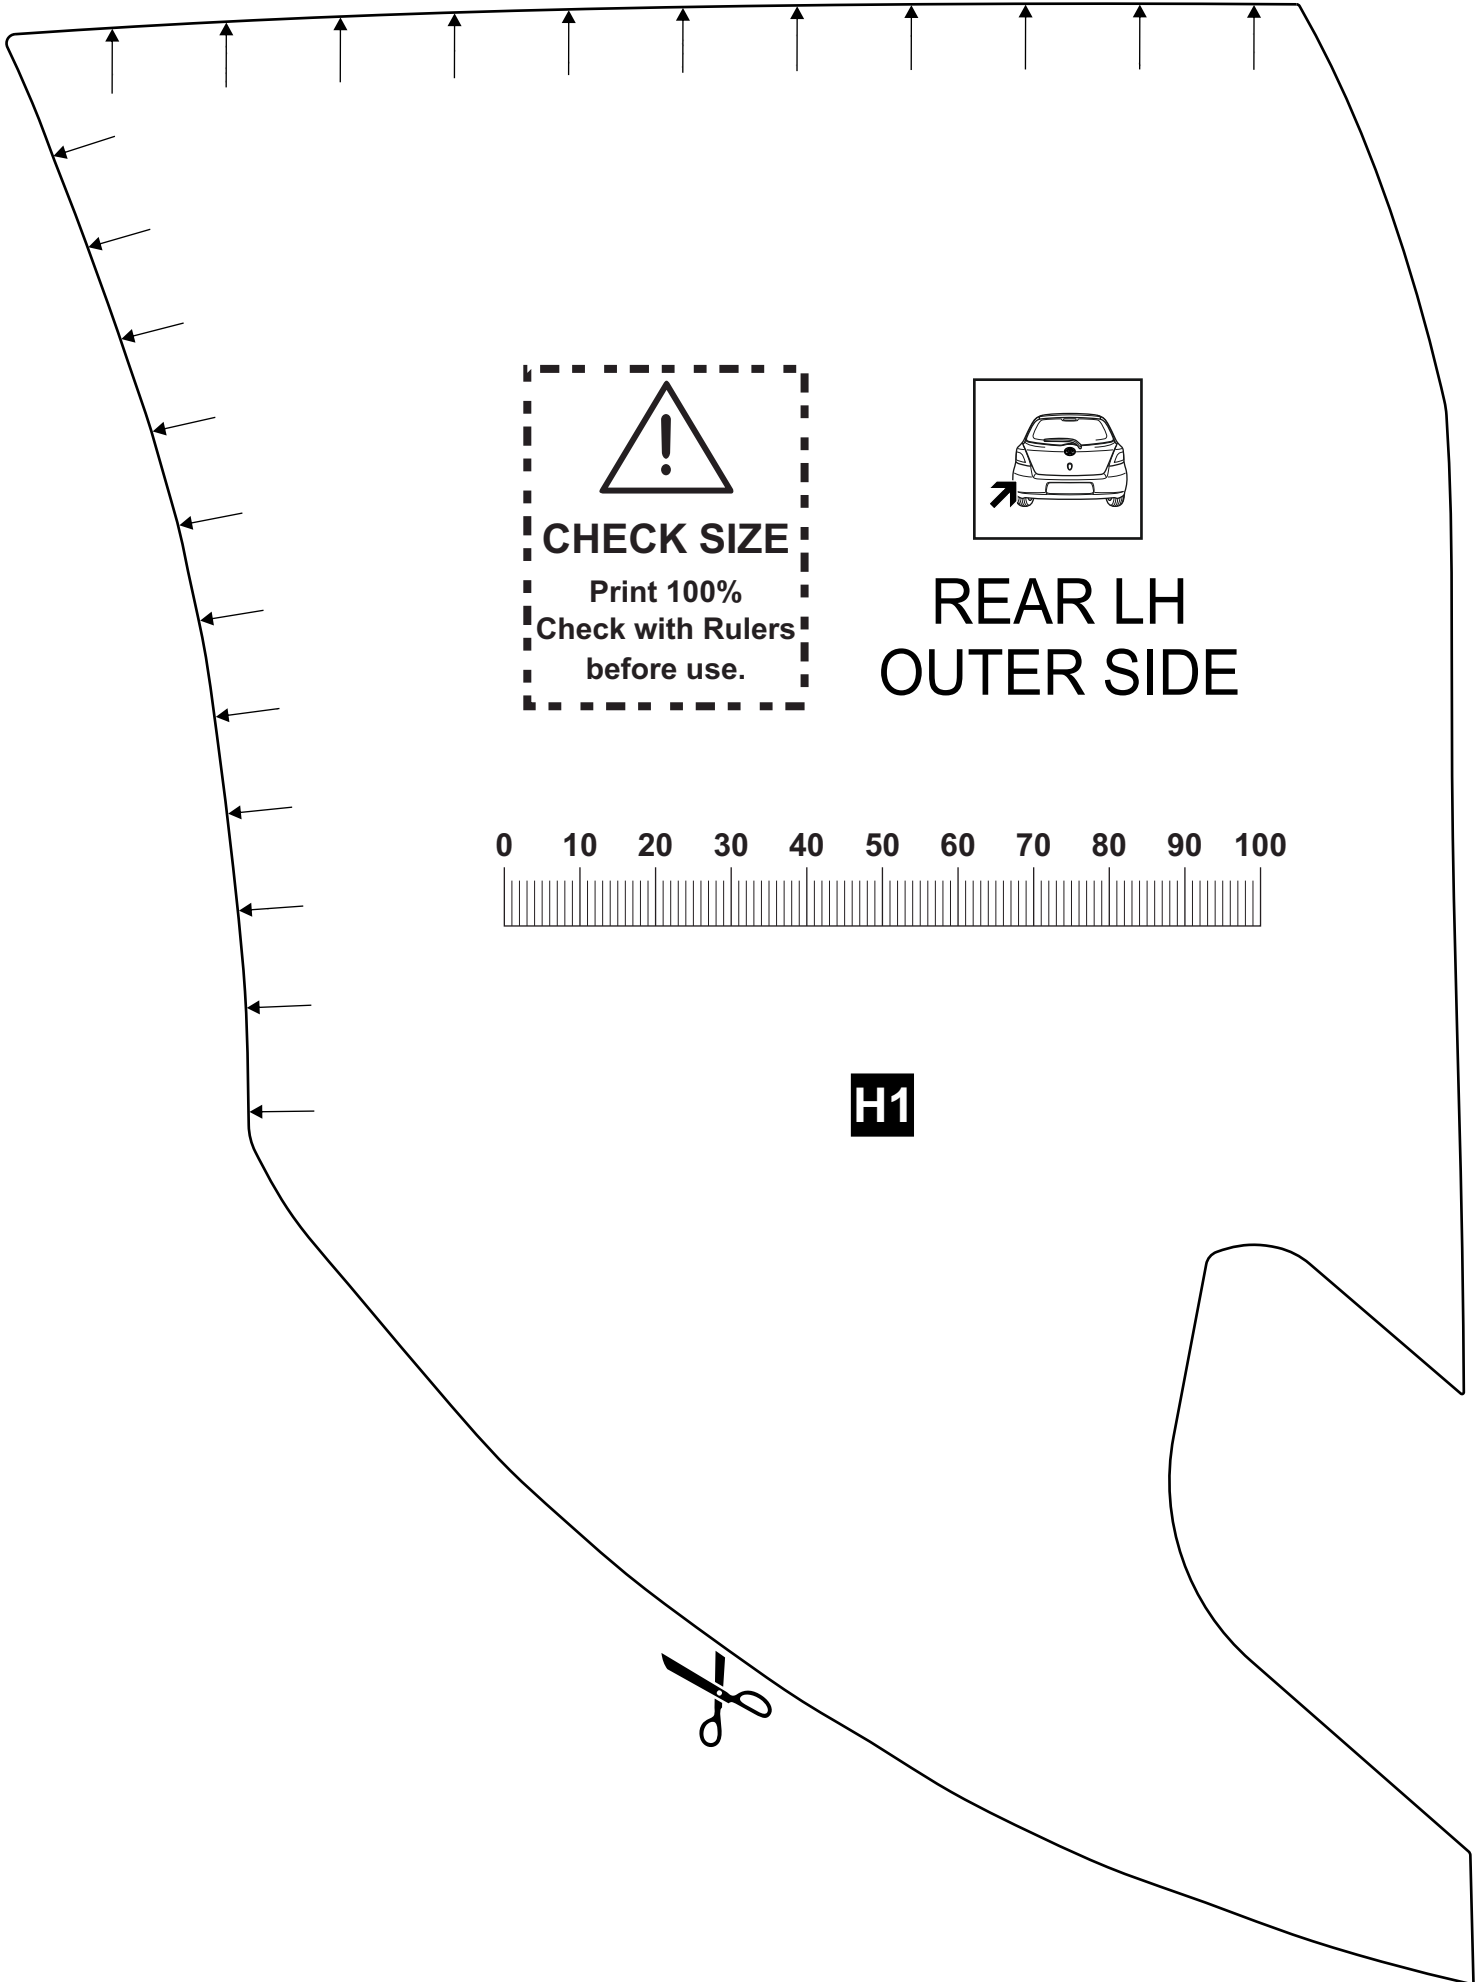 CHECK SIZE
Print 100%
Check with Rulers
before use.
REAR LH
OUTER SIDE
0 10 20 30 40 50 60 70 80 90 100
H1